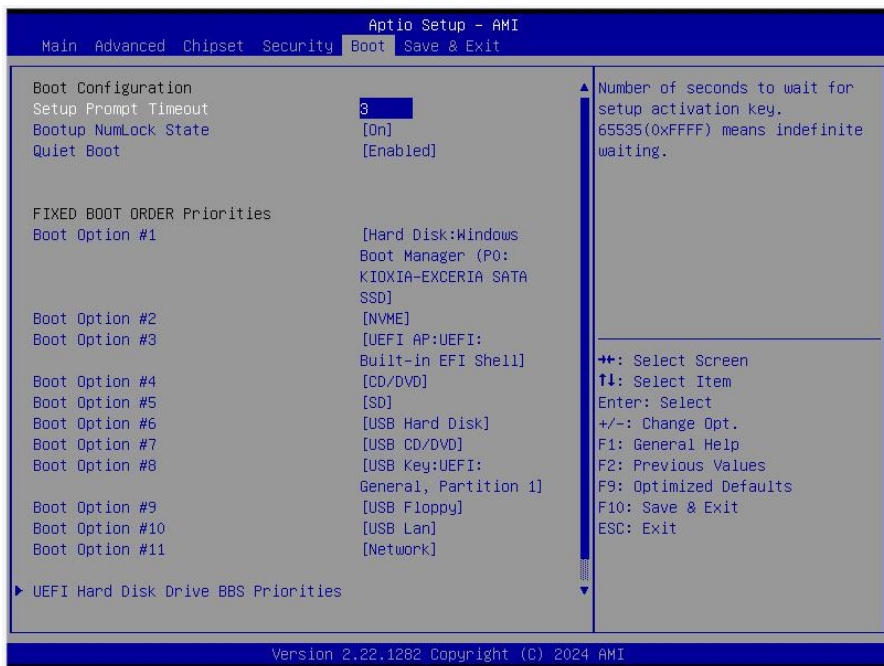 Aptio Setup – AMI
Main Advanced Chipset Security Boot Save & Exit
Boot Configuration
Setup Prompt Timeout 3
Bootup NumLock State [On]
Quiet Boot [Enabled]
FIXED BOOT ORDER Priorities
Boot Option #1 [Hard Disk:Windows
Boot Manager (P0:
KIOXIA-EXCERIA SATA
SSD]
Boot Option #2 [NVME]
Boot Option #3 [UEFI AP:UEFI:
Built-in EFI Shell]
Boot Option #4 [CD/DVD]
Boot Option #5 [SD]
Boot Option #6 [USB Hard Disk]
Boot Option #7 [USB CD/DVD]
Boot Option #8 [USB Key:UEFI:
General, Partition 1]
Boot Option #9 [USB Floppy]
Boot Option #10 [USB Lan]
Boot Option #11 [Network]
UEFI Hard Disk Drive BBS Priorities
Number of seconds to wait for
setup activation key.
65535(0xFFFF) means indefinite
waiting.
→←: Select Screen
↑↓: Select Item
Enter: Select
+/-: Change Opt.
F1: General Help
F2: Previous Values
F9: Optimized Defaults
F10: Save & Exit
ESC: Exit
Version 2.22.1282 Copyright (C) 2024 AMI